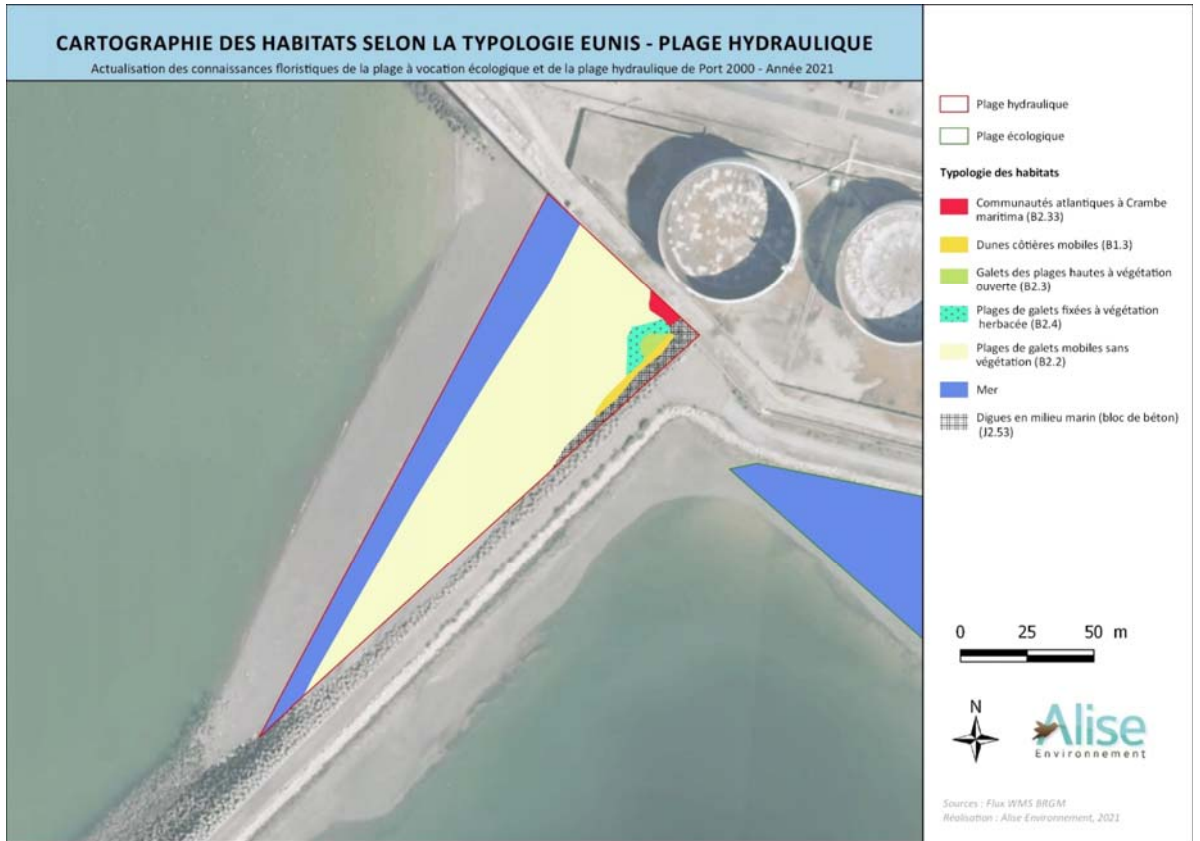 CARTOGRAPHIE DES HABITATS SELON LA TYPOLOGIE EUNIS - PLAGE HYDRAULIQUE
Actualisation des connaissances floristiques de la plage à vocation écologique et de la plage hydraulique de Port 2000 - Année 2021
Plage hydraulique
Plage écologique
Typologie des habitats
Communautés atlantiques à Crambe
maritima (B2.33)
Dunes côtières mobiles (B1.3)
Galets des plages hautes à végétation
ouverte (B2.3)
Plages de galets fixées à végétation
herbacée (B2.4)
Plages de galets mobiles sans
végétation (B2.2)
Mer
Digues en milieu marin (bloc de béton)
(J2.53)
0 25 50 m
N
Alise
Environnement
Sources : Flux WMS BRGM
Réalisation : Alise Environnement, 2021